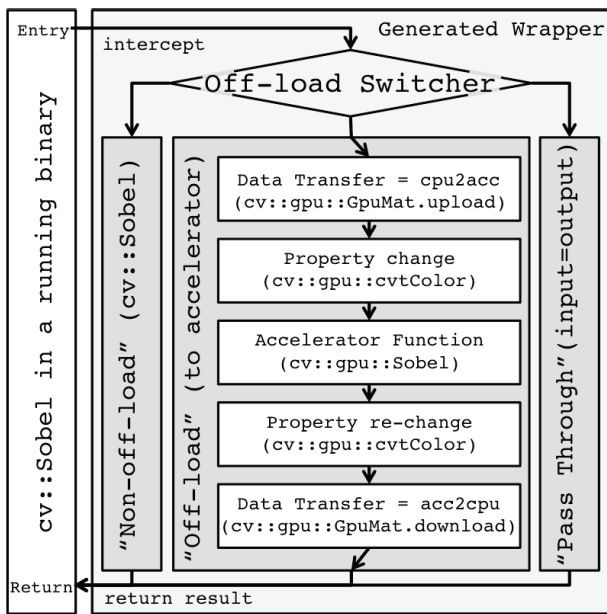 Entry
Generated Wrapper
intercept
Off-load Switcher
cv::Sobel in a running binary
"Non-off-load" (cv::Sobel)
"Off-load" (to accelerator)
Data Transfer = cpu2acc
(cv::gpu::GpuMat.upload)
Property change
(cv::gpu::cvtColor)
Accelerator Function
(cv::gpu::Sobel)
Property re-change
(cv::gpu::cvtColor)
Data Transfer = acc2cpu
(cv::gpu::GpuMat.download)
"Pass Through"(input=output)
Return
return result